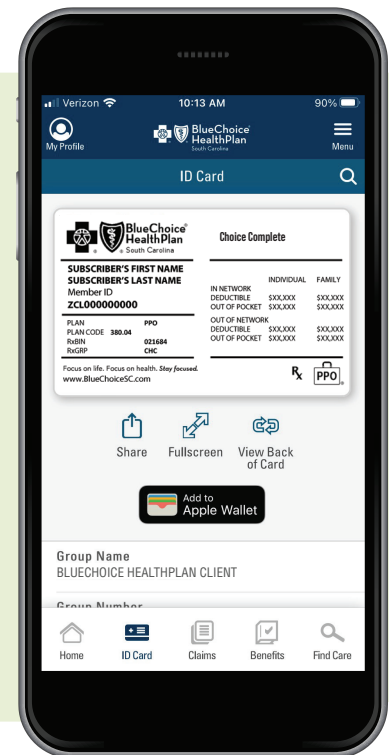 Verizon 10:13 AM 90%
My Profile
BlueChoice®
HealthPlan
South Carolina
Menu
ID Card
BlueChoice®
HealthPlan
South Carolina
Choice Complete
SUBSCRIBER'S FIRST NAME
SUBSCRIBER'S LAST NAME
Member ID
ZCL000000000
INDIVIDUAL FAMILY
IN NETWORK
DEDUCTIBLE $XX,XXX $XX,XXX
OUT OF POCKET $XX,XXX $XX,XXX
OUT OF NETWORK
DEDUCTIBLE $XX,XXX $XX,XXX
OUT OF POCKET $XX,XXX $XX,XXX
PLAN PPO
PLAN CODE 380.04
RxBIN 021684
RxGRP CHC
Focus on life. Focus on health. Stay focused.
www.BlueChoiceSC.com
Rx PPO®
Share
Fullscreen
View Back
of Card
Add to
Apple Wallet
Group Name
BLUECHOICE HEALTHPLAN CLIENT
Group Number
Home
ID Card
Claims
Benefits
Find Care